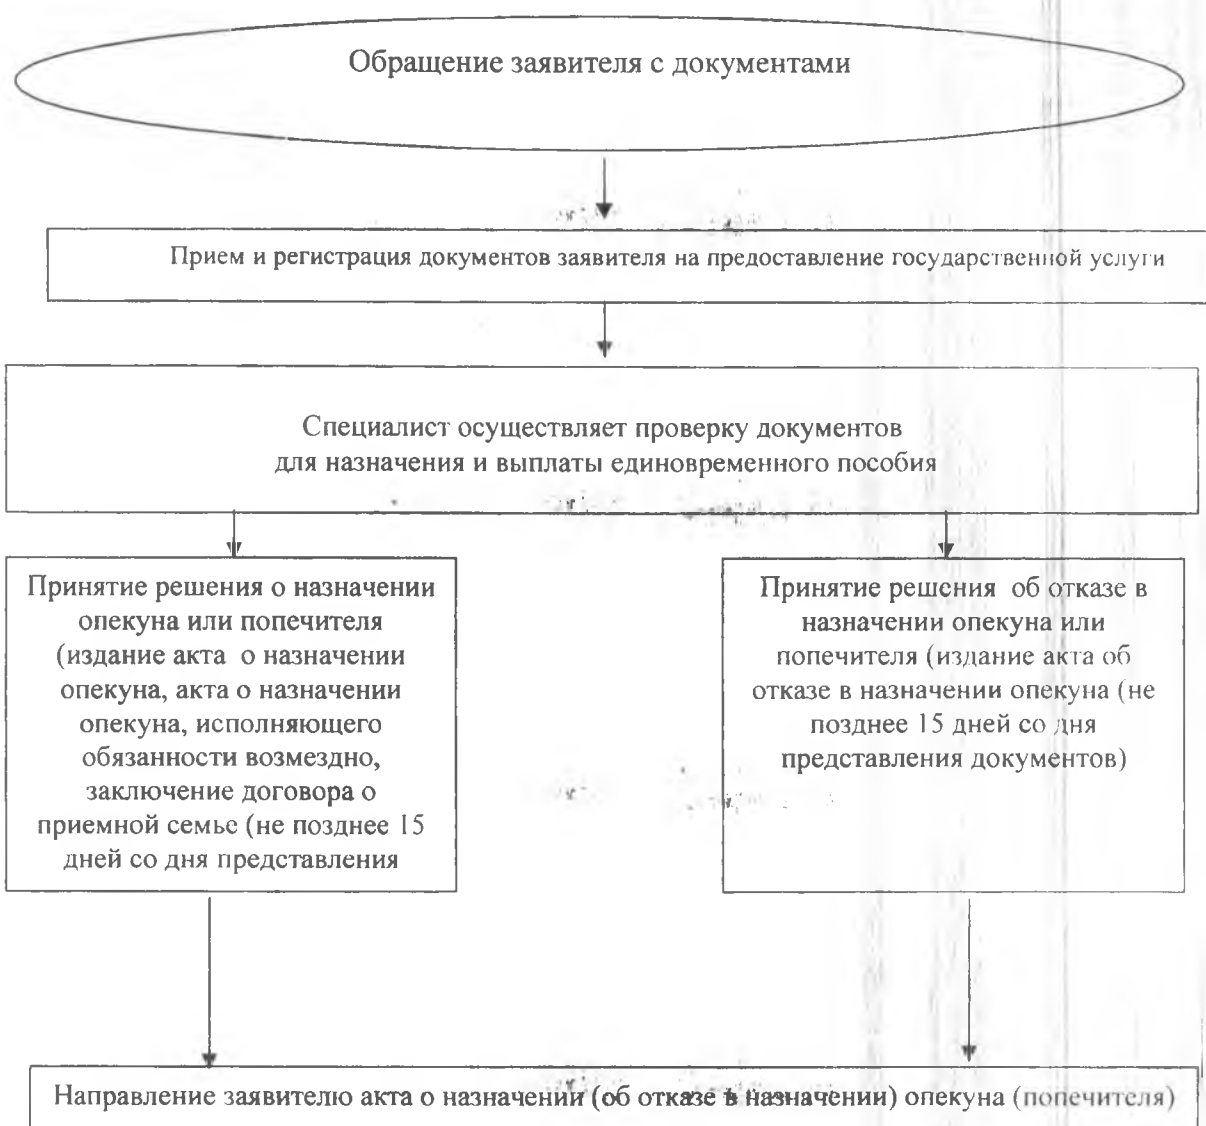 Обращение заявителя с документами
Прием и регистрация документов заявителя на предоставление государственной услуги
Специалист осуществляет проверку документов
для назначения и выплаты единовременного пособия
Принятие решения о назначении
опекуна или попечителя
(издание акта о назначении
опекуна, акта о назначении
опекуна, исполняющего
обязанности возмездно,
заключение договора о
приемной семье (не позднее 15
дней со дня представления
Принятие решения об отказе в
назначении опекуна или
попечителя (издание акта об
отказе в назначении опекуна (не
позднее 15 дней со дня
представления документов)
Направление заявителю акта о назначении (об отказе в назначении) опекуна (попечителя)